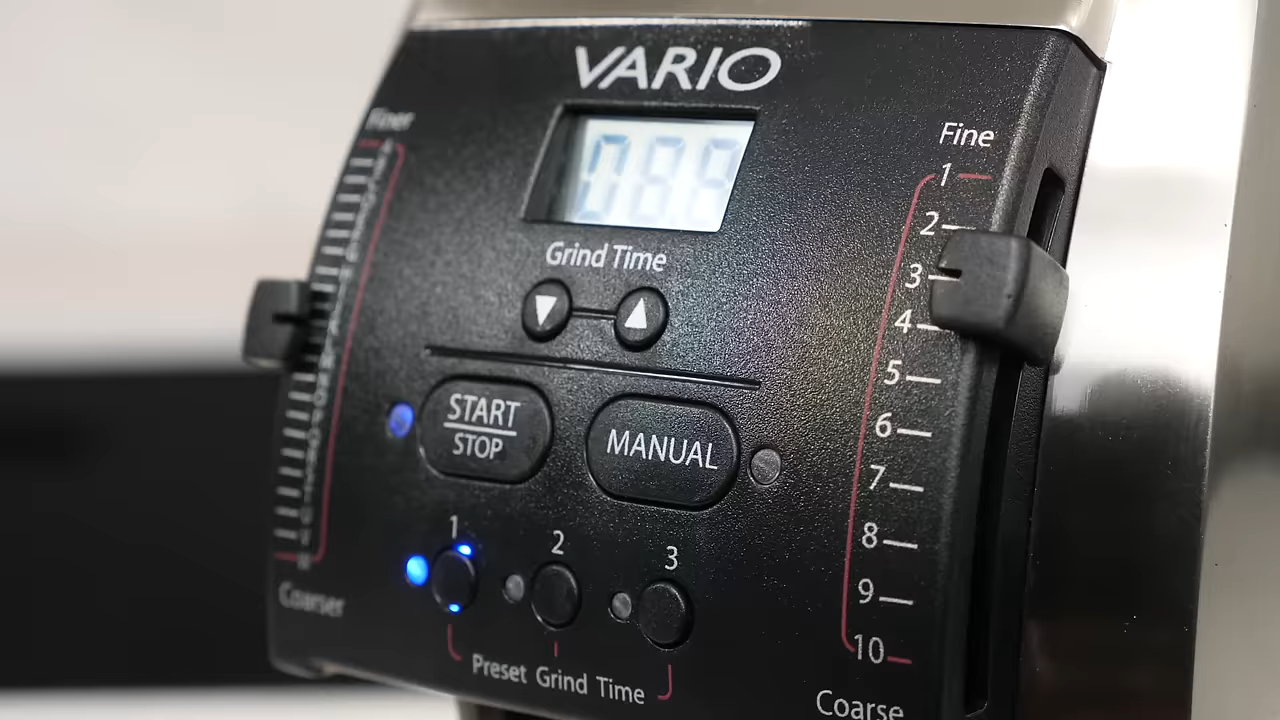 VARIO
Finer
Fine
1
2
Grind Time
3
4
5
START
STOP
MANUAL
6
7
1
2
3
8
9
Coarser
Preset Grind Time
10
Coarse